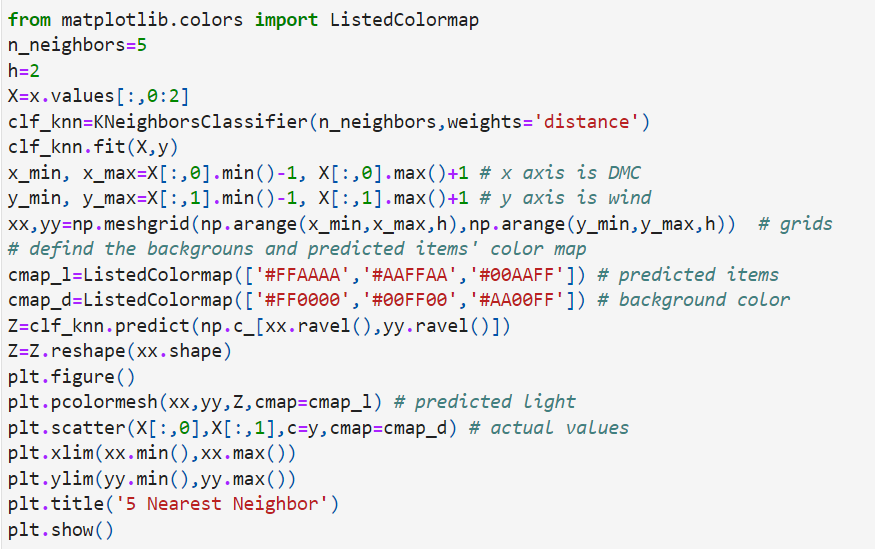 from matplotlib.colors import ListedColormap
n_neighbors=5
h=2
X=x.values[:,0:2]
clf_knn=KNeighborsClassifier(n_neighbors,weights='distance')
clf_knn.fit(X,y)
x_min, x_max=X[:,0].min()-1, X[:,0].max()+1 # x axis is DMC
y_min, y_max=X[:,1].min()-1, X[:,1].max()+1 # y axis is wind
xx,yy=np.meshgrid(np.arange(x_min,x_max,h),np.arange(y_min,y_max,h))  # grids
# defind the backgrouns and predicted items' color map
cmap_l=ListedColormap(['#FFAAAA','#AAFFAA','#00AAFF']) # predicted items
cmap_d=ListedColormap(['#FF0000','#00FF00','#AA00FF']) # background color
Z=clf_knn.predict(np.c_[xx.ravel(),yy.ravel()])
Z=Z.reshape(xx.shape)
plt.figure()
plt.pcolormesh(xx,yy,Z,cmap=cmap_l) # predicted light
plt.scatter(X[:,0],X[:,1],c=y,cmap=cmap_d) # actual values
plt.xlim(xx.min(),xx.max())
plt.ylim(yy.min(),yy.max())
plt.title('5 Nearest Neighbor')
plt.show()